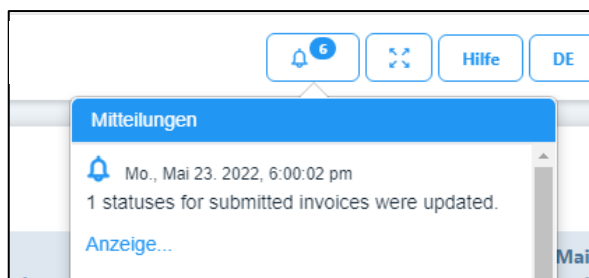 6
Hilfe
DE
Mitteilungen
Mo., Mai 23. 2022, 6:00:02 pm
1 statuses for submitted invoices were updated.
Anzeige...
Mai